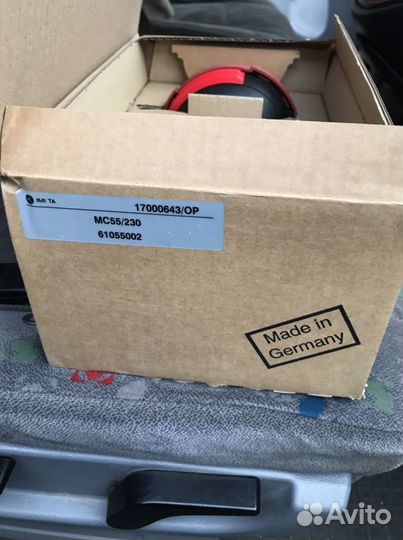 IMI TA 17000643/OP
MC55/230
61055002
Made in
Germany
Avito